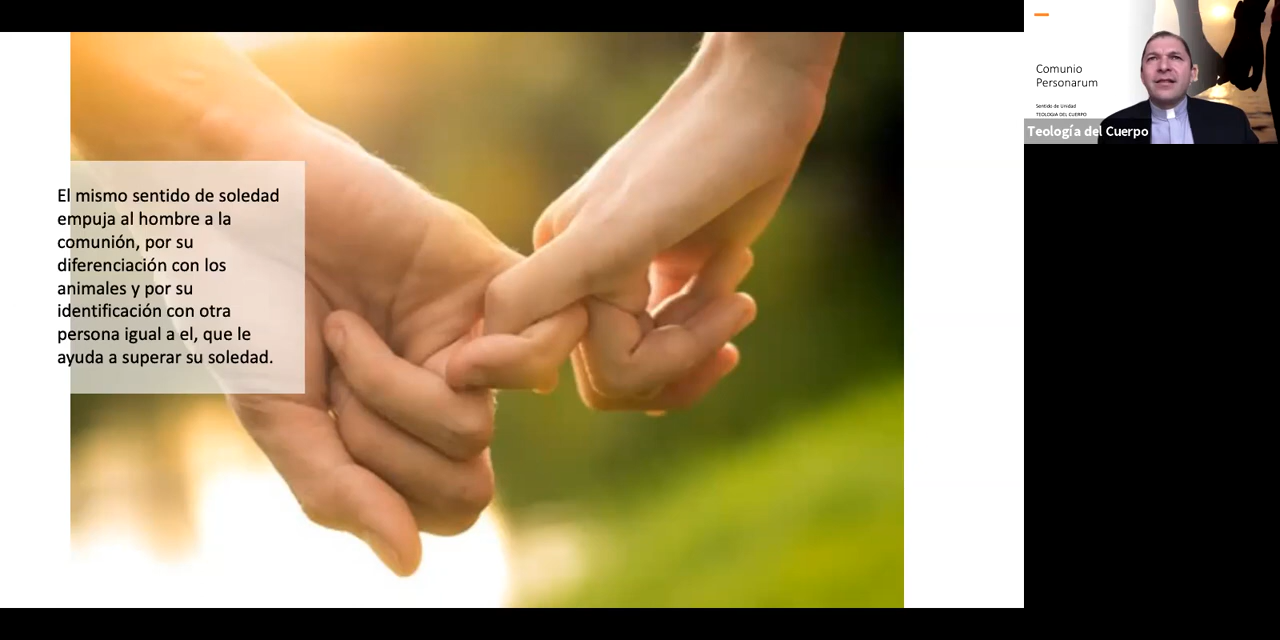 El mismo sentido de soledad
empuja al hombre a la
comunión, por su
diferenciación con los
animales y por su
identificación con otra
persona igual a el, que le
ayuda a superar su soledad.
Comunio
Personarum
Sentido de Unidad
TEOLOGIA DEL CUERPO
Teología del Cuerpo